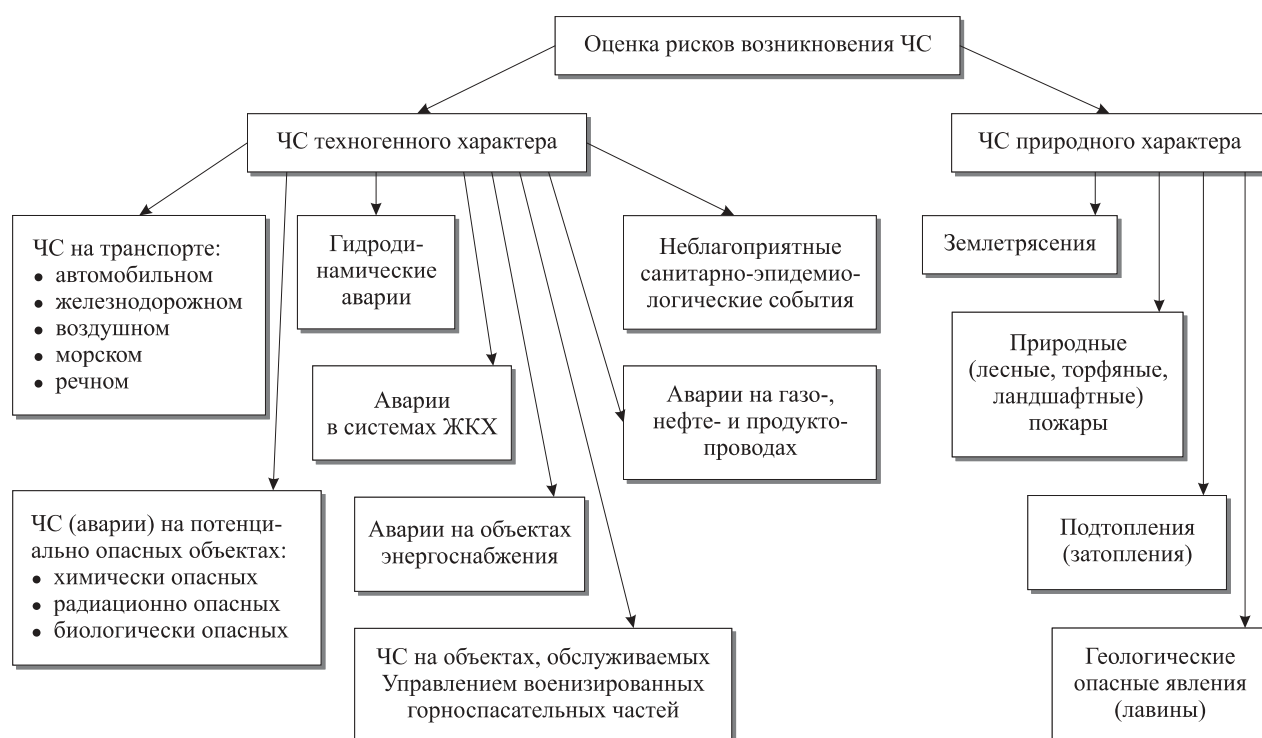 Оценка рисков возникновения ЧС
ЧС техногенного характера
ЧС природного характера
ЧС на транспорте:
• автомобильном
• железнодорожном
• воздушном
• морском
• речном
Гидроди-
намические
аварии
Неблагоприятные
санитарно-эпидемио-
логические события
Землетрясения
Аварии
в системах ЖКХ
Аварии на газо-,
нефте- и продукто-
проводах
Природные
(лесные, торфяные,
ландшафтные)
пожары
ЧС (аварии) на потенци-
ально опасных объектах:
• химически опасных
• радиационно опасных
• биологически опасных
Аварии на объектах
энергоснабжения
Подтопления
(затопления)
ЧС на объектах, обслуживаемых
Управлением военизированных
горноспасательных частей
Геологические
опасные явления
(лавины)